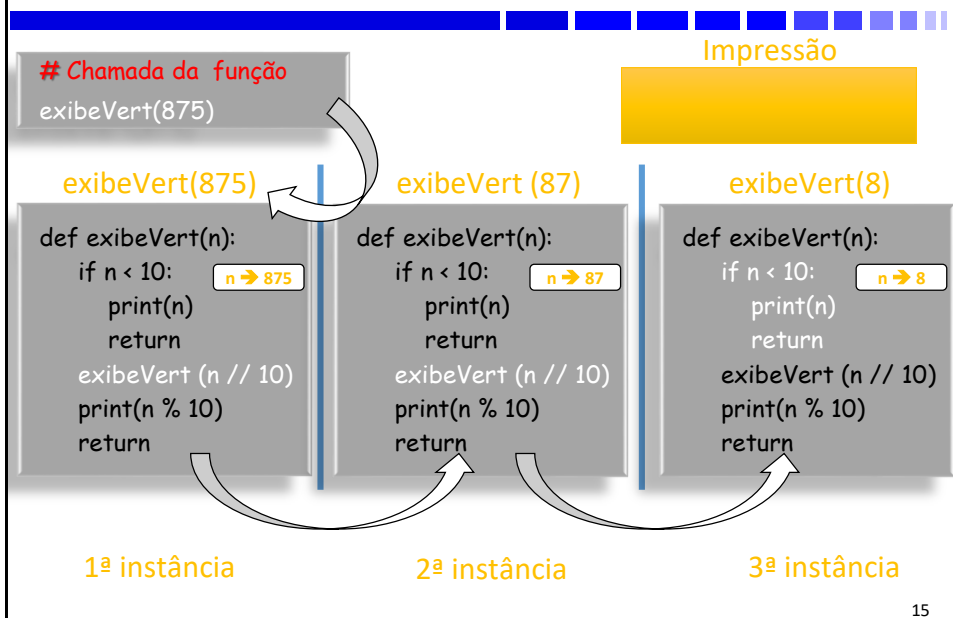 Impressão
# Chamada da função
exibeVert(875)
exibeVert(875)
def exibeVert(n):
if n < 10:
n ➔ 875
print(n)
return
exibeVert (n // 10)
print(n % 10)
return
1ª instância
exibeVert (87)
def exibeVert(n):
if n < 10:
n ➔ 87
print(n)
return
exibeVert (n // 10)
print(n % 10)
return
2ª instância
exibeVert(8)
def exibeVert(n):
if n < 10:
n ➔ 8
print(n)
return
exibeVert (n // 10)
print(n % 10)
return
3ª instância
15